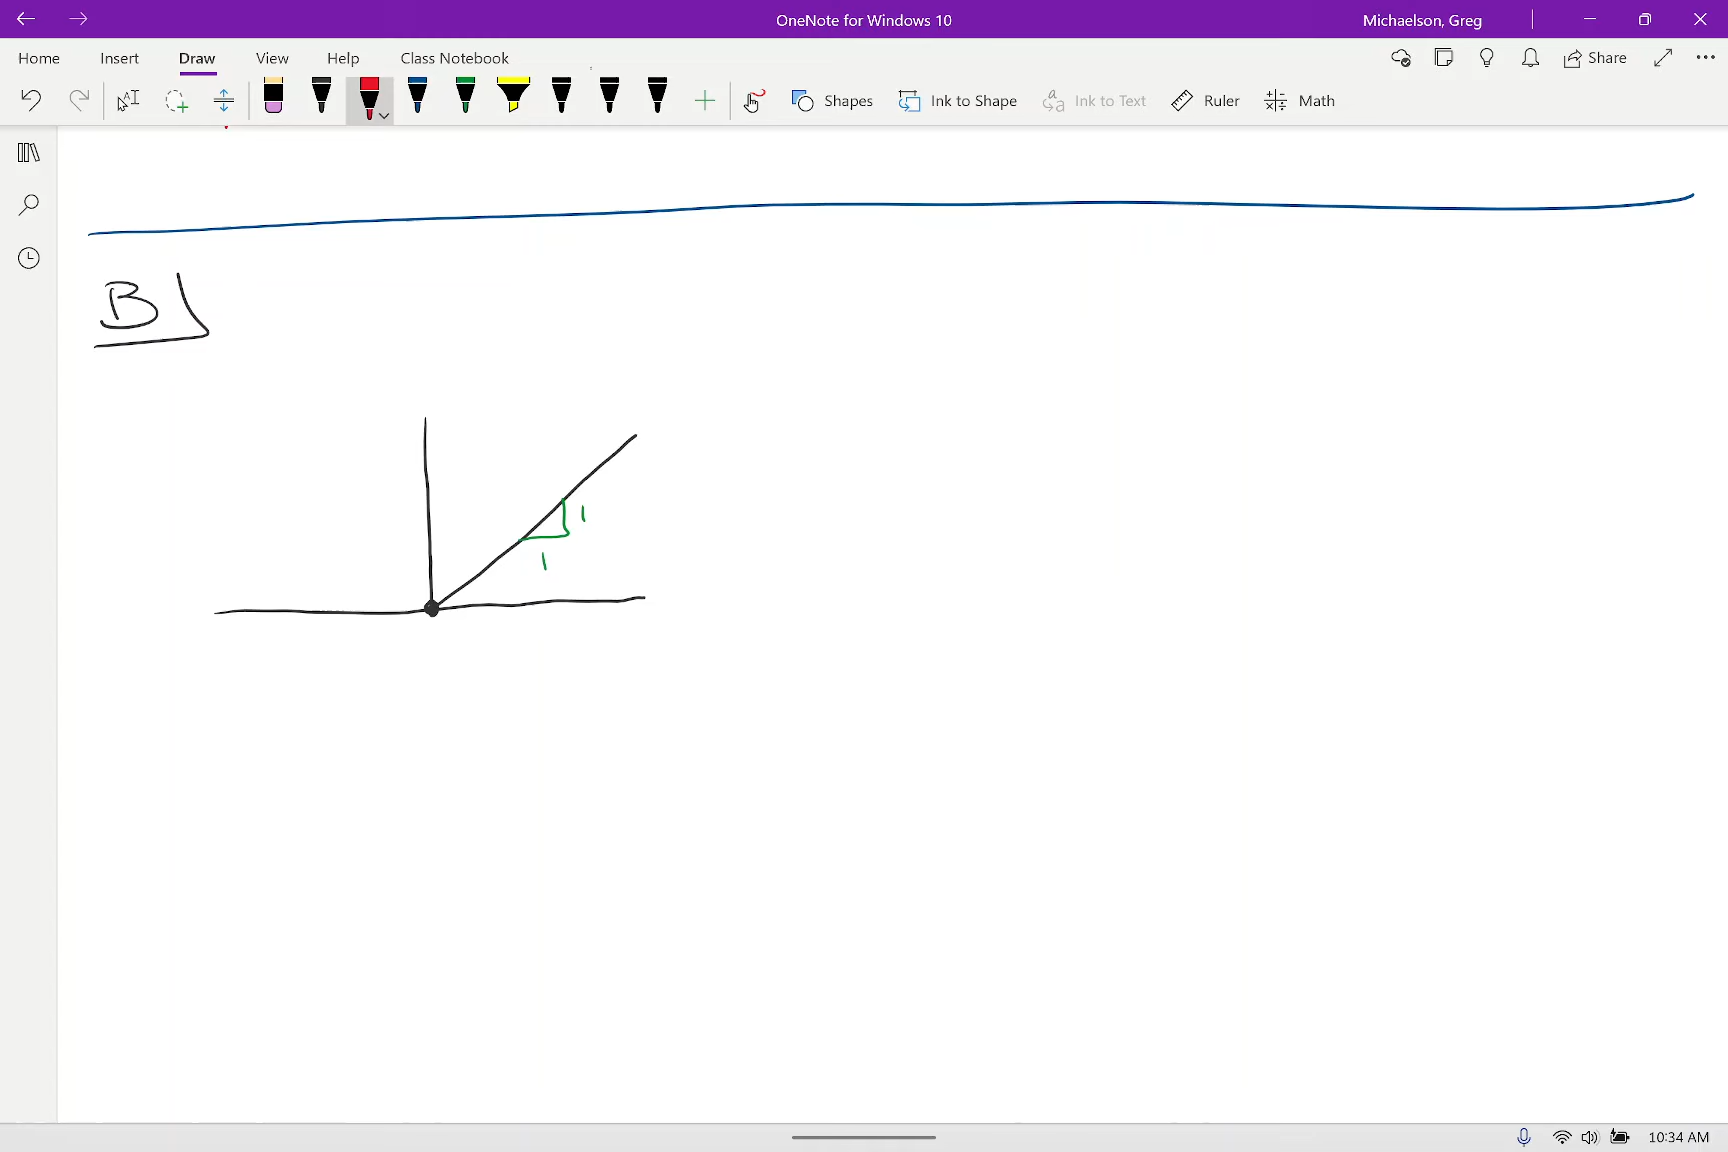 OneNote for Windows 10
Michaelson, Greg
Home Insert Draw View Help Class Notebook
Share
Shapes Ink to Shape Ink to Text Ruler Math
B)
1
1
10:34 AM